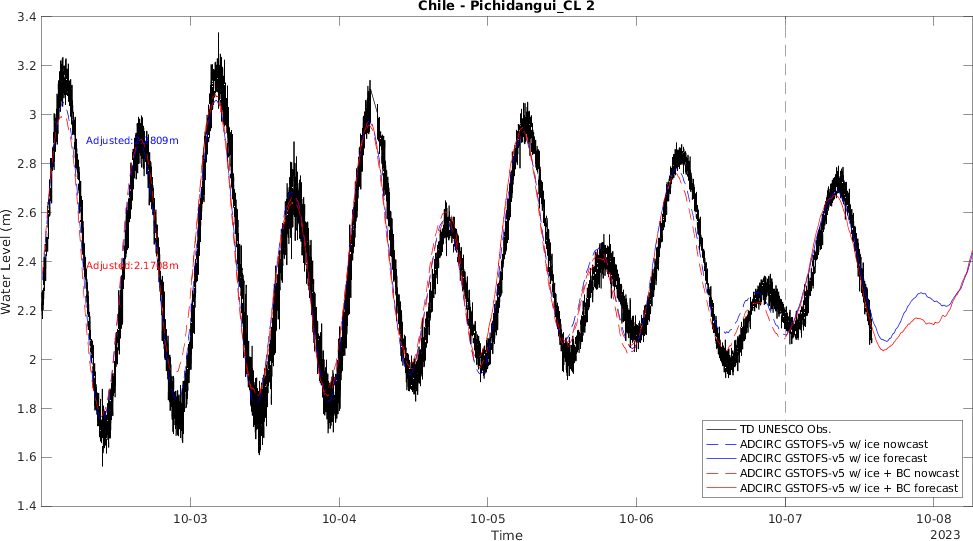 Chile - Pichidangui_CL 2
3.4
3.2
3
2.8
2.6
2.4
2.2
2
1.8
1.6
1.4
Water Level (m)
Adjusted:
Adjusted:
10-03
10-04
10-05
10-06
10-07
10-08
Time
2023
TD UNESCO Obs.
ADCIRC GSTOFS-v5 w/ ice nowcast
ADCIRC GSTOFS-v5 w/ ice forecast
ADCIRC GSTOFS-v5 w/ ice + BC nowcast
ADCIRC GSTOFS-v5 w/ ice + BC forecast